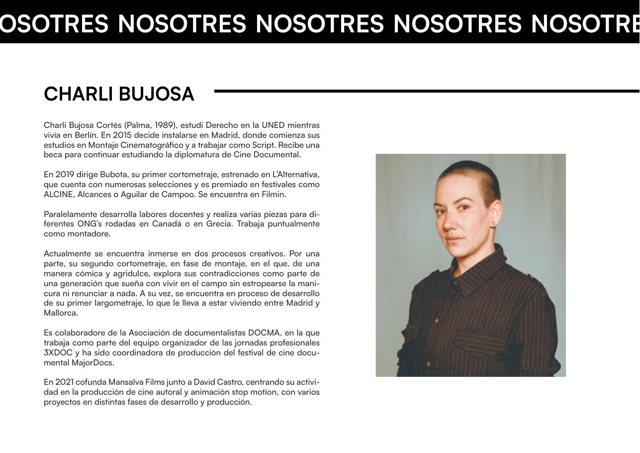 OSOTRES NOSOTRES NOSOTRES NOSOTRES NOSOTRE
CHARLI BUJOSA
Charli Bujosa Cortés (Palma, 1989), estudi Derecho en la UNED mientras
vivía en Berlín. En 2015 decide instalarse en Madrid, donde comienza sus
estudios en Montaje Cinematográfico y a trabajar como Script. Recibe una
beca para continuar estudiando la diplomatura de Cine Documental.
En 2019 dirige Bubota, su primer cortometraje, estrenado en L'Alternativa,
que cuenta con numerosas selecciones y es premiado en festivales como
ALCINE, Alcances o Aguilar de Campoo. Se encuentra en Filmin.
Paralelamente desarrolla labores docentes y realiza varias piezas para di-
ferentes ONG's rodadas en Canadá o en Grecia. Trabaja puntualmente
como montadore.
Actualmente se encuentra inmerse en dos procesos creativos. Por una
parte, su segundo cortometraje, en fase de montaje, en el que, de una
manera cómica y agridulce, explora sus contradicciones como parte de
una generación que sueña con vivir en el campo sin estropearse la mani-
cura ni renunciar a nada. A su vez, se encuentra en proceso de desarrollo
de su primer largometraje, lo que le lleva a estar viviendo entre Madrid y
Mallorca.
Es colaboradore de la Asociación de documentalistas DOCMA, en la que
trabaja como parte del equipo organizador de las jornadas profesionales
3XDOC y ha sido coordinadora de producción del festival de cine docu-
mental MajorDocs.
En 2021 cofunda Mansalva Films junto a David Castro, centrando su activi-
dad en la producción de cine autoral y animación stop motion, con varios
proyectos en distintas fases de desarrollo y producción.